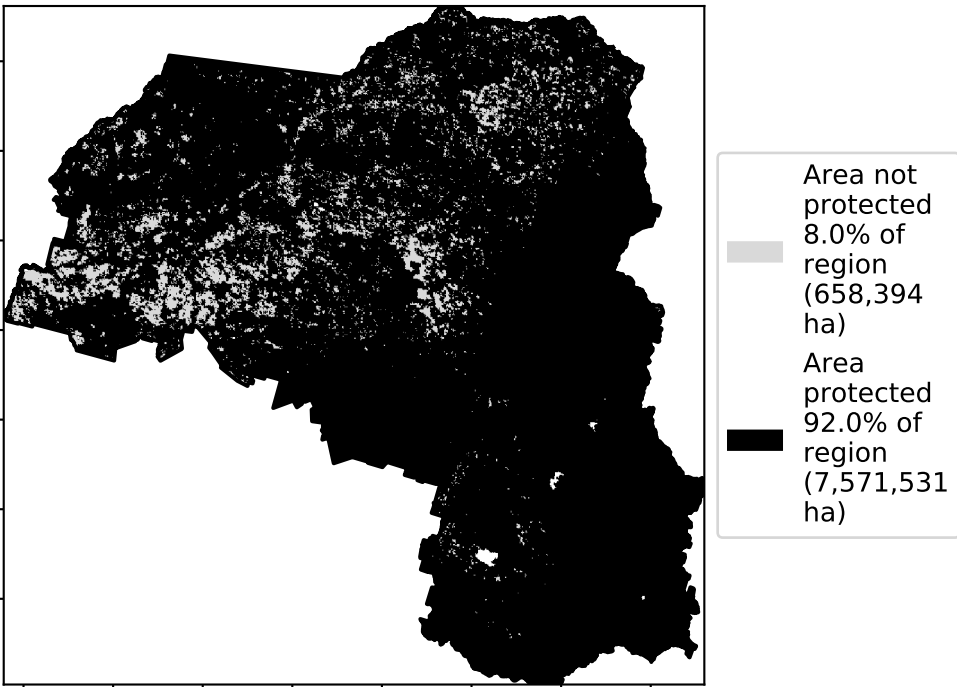 Area not
protected
8.0% of
region
(658,394
ha)
Area
protected
92.0% of
region
(7,571,531
ha)